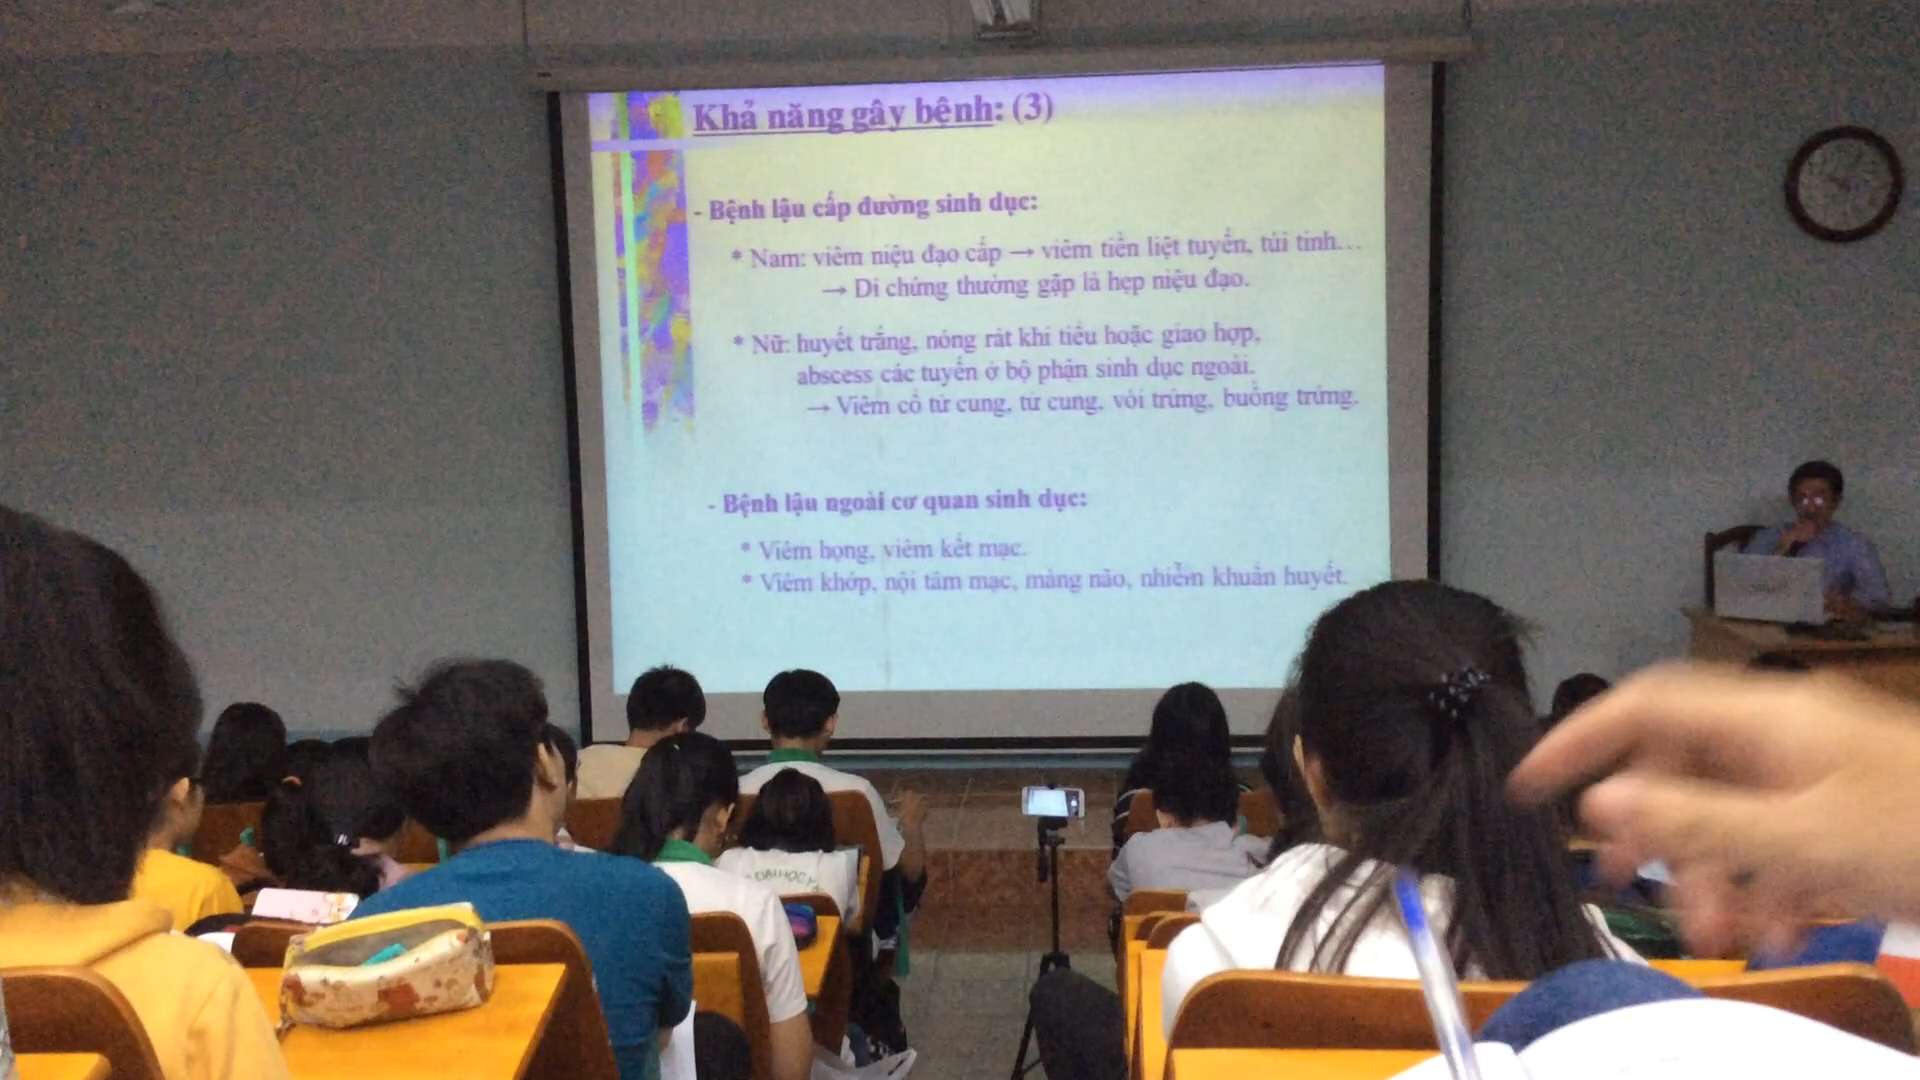 Khả năng gây bệnh: (3)
- Bệnh lậu cấp đường sinh dục:
* Nam: viêm niệu đạo cấp → viêm tiền liệt tuyến, túi tinh...
→ Di chứng thường gặp là hẹp niệu đạo.
* Nữ: huyết trắng, nóng rát khi tiểu hoặc giao hợp,
abscess các tuyến ở bộ phận sinh dục ngoài.
→ Viêm cổ tử cung, tử cung, vòi trứng, buồng trứng.
- Bệnh lậu ngoài cơ quan sinh dục:
* Viêm họng, viêm kết mạc.
* Viêm khớp, nội tâm mạc, màng não, nhiễm khuẩn huyết.
ĐẠI HỌC